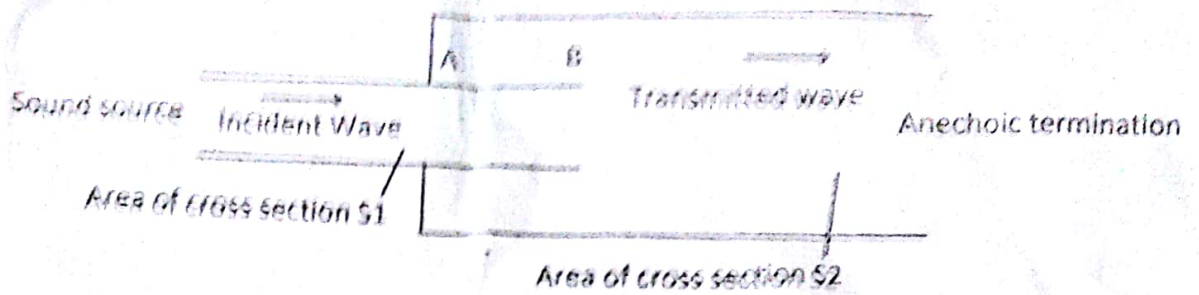 A B
Transmitted wave
Sound source Incident Wave
Anechoic termination
Area of cross section S1
Area of cross section S2